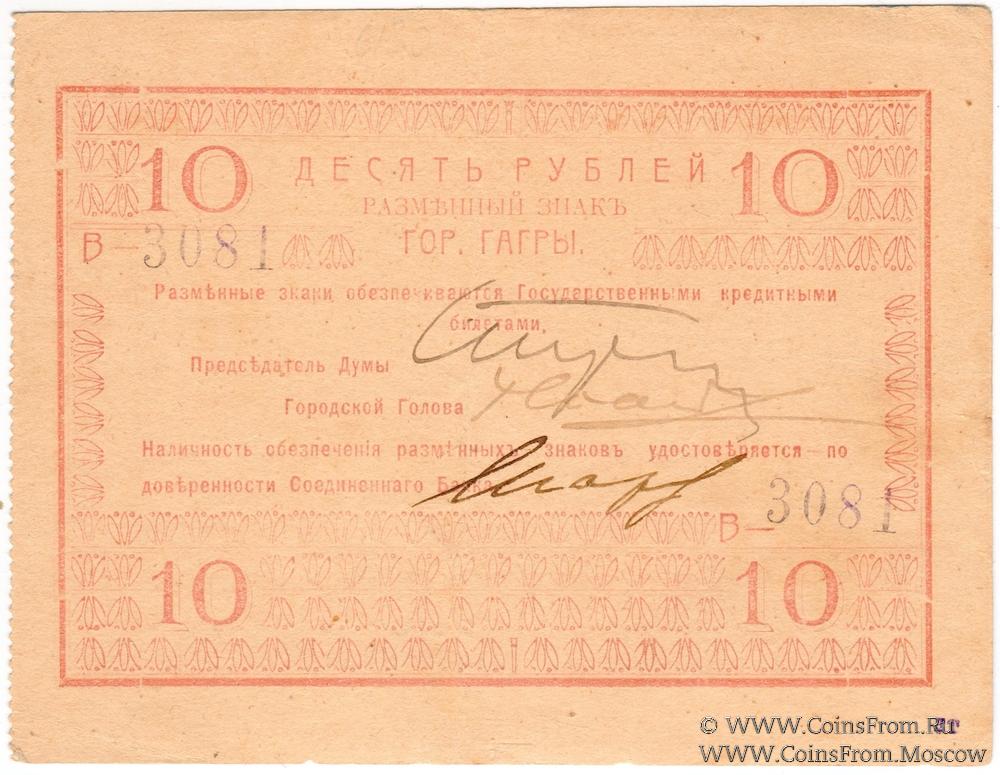 10 ДЕСЯТЬ РУБЛЕЙ 10
РАЗМѢННЫЙ ЗНАКЪ
В — 3081 ГОР. ГАГРЫ.
Размѣнные знаки обезпечиваются Государственными кредитными
билетами,
Предсѣдатель Думы
Городской Голова
Наличность обезпеченія размѣнныхъ знаковъ удостовѣряется — по
довѣренности Соединеннаго Банка
В — 3081
10 10
© WWW.CoinsFrom.RU
WWW.CoinsFrom.Moscow